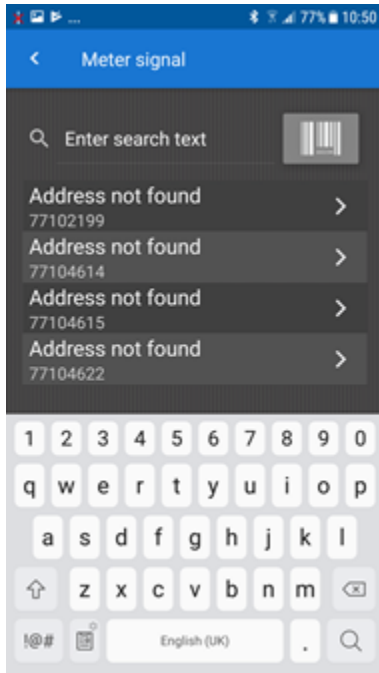 ... 77% 10:50
Meter signal
Enter search text
Address not found
77102199
Address not found
77104614
Address not found
77104615
Address not found
77104622
1 2 3 4 5 6 7 8 9 0
q w e r t y u i o p
a s d f g h j k l
z x c v b n m
!@# English (UK) .